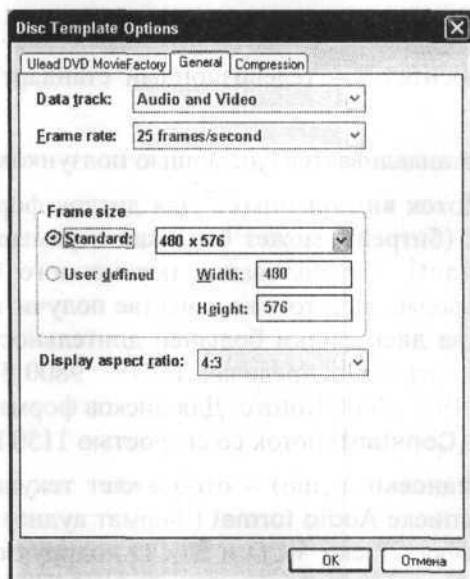 Disc Template Options
Ulead DVD MovieFactory General Compression
Data track: Audio and Video
Frame rate: 25 frames/second
Frame size
Standard: 480 x 576
User defined Width: 480
Height: 576
Display aspect ratio: 4:3
OK Отмена